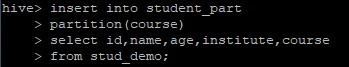 hive> insert into student_part
    > partition(course)
    > select id,name,age,institute,course
    > from stud_demo;